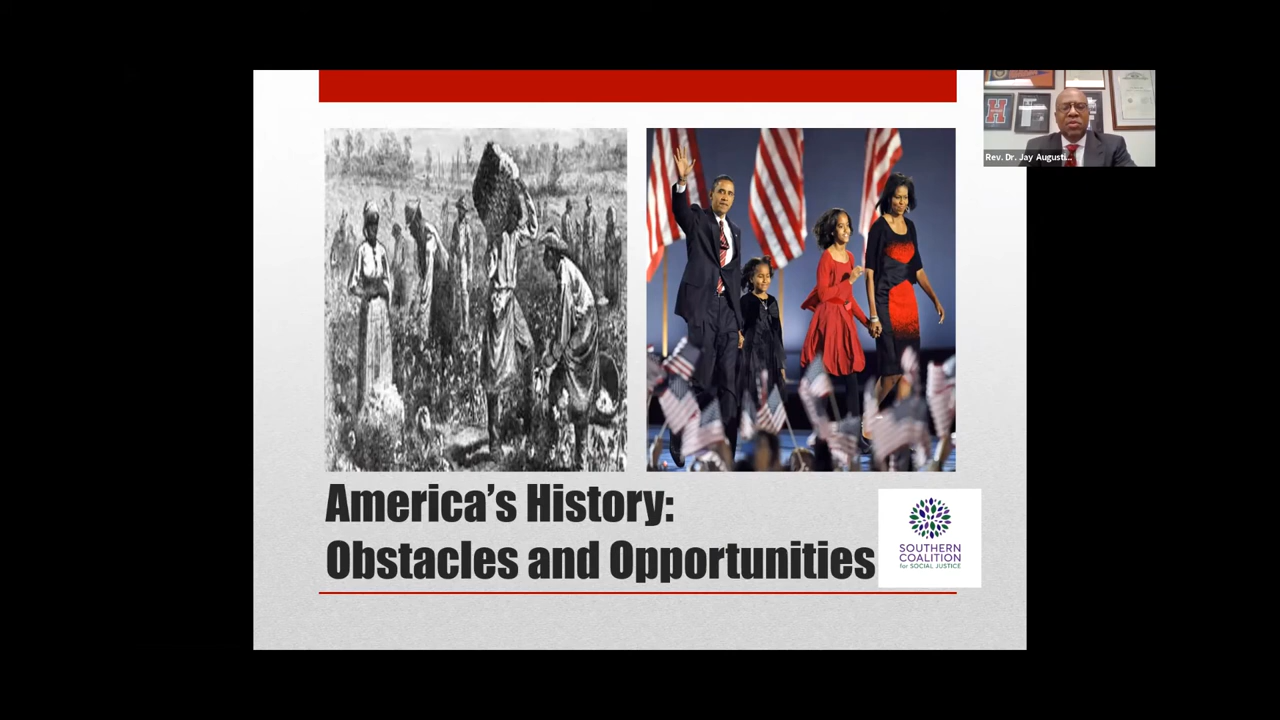 Rev. Dr. Jay Augusti...
America's History:
Obstacles and Opportunities
SOUTHERN
COALITION
for SOCIAL JUSTICE